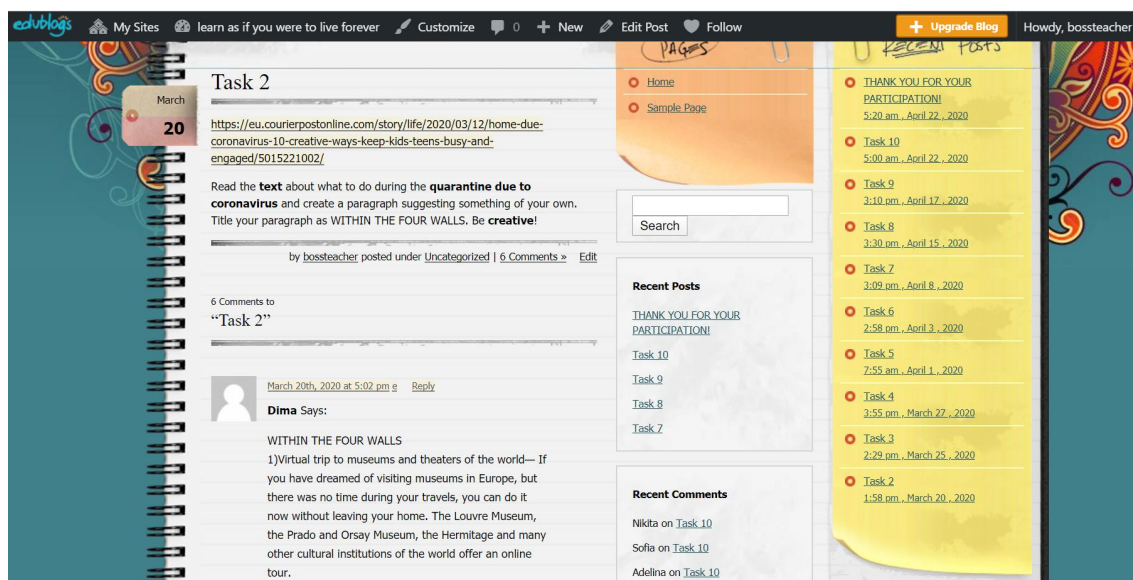 edublogs
My Sites
learn as if you were to live forever
Customize
0
New
Edit Post
Follow
Upgrade Blog
Howdy, bossteacher
March
20
Task 2
https://eu.courierpostonline.com/story/life/2020/03/12/home-due-
coronavirus-10-creative-ways-keep-kids-teens-busy-and-
engaged/5015221002/
Read the text about what to do during the quarantine due to
coronavirus and create a paragraph suggesting something of your own.
Title your paragraph as WITHIN THE FOUR WALLS. Be creative!
by bossteacher posted under Uncategorized | 6 Comments » Edit
6 Comments to
“Task 2”
March 20th, 2020 at 5:02 pm e Reply
Dima Says:
WITHIN THE FOUR WALLS
1)Virtual trip to museums and theaters of the world— If
you have dreamed of visiting museums in Europe, but
there was no time during your travels, you can do it
now without leaving your home. The Louvre Museum,
the Prado and Orsay Museum, the Hermitage and many
other cultural institutions of the world offer an online
tour.
PAGES
Home
Sample Page
Search
Recent Posts
THANK YOU FOR YOUR
PARTICIPATION!
Task 10
Task 9
Task 8
Task 7
Recent Comments
Nikita on Task 10
Sofia on Task 10
Adelina on Task 10
RECENT POSTS
THANK YOU FOR YOUR
PARTICIPATION!
5:20 am , April 22 , 2020
Task 10
5:00 am , April 22 , 2020
Task 9
3:10 pm , April 17 , 2020
Task 8
3:30 pm , April 15 , 2020
Task 7
3:09 pm , April 8 , 2020
Task 6
2:58 pm , April 3 , 2020
Task 5
7:55 am , April 1 , 2020
Task 4
3:55 pm , March 27 , 2020
Task 3
2:29 pm , March 25 , 2020
Task 2
1:58 pm , March 20 , 2020